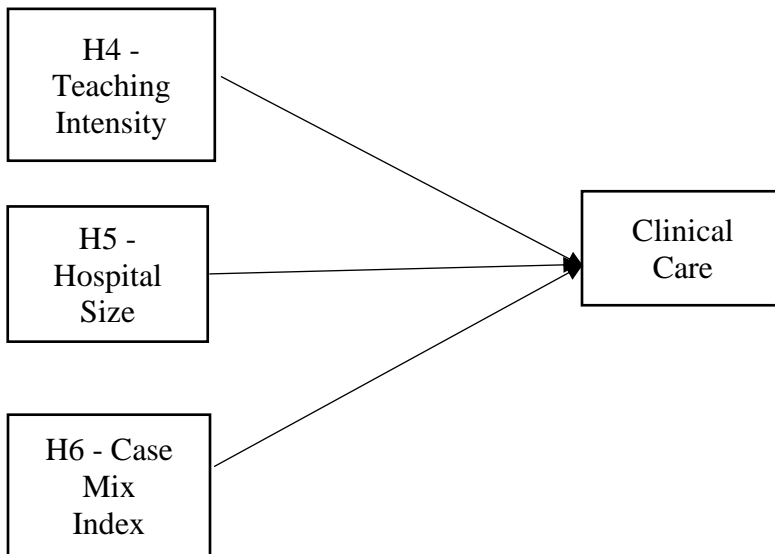 H4 -
Teaching
Intensity
H5 -
Hospital
Size
H6 - Case
Mix
Index
Clinical
Care